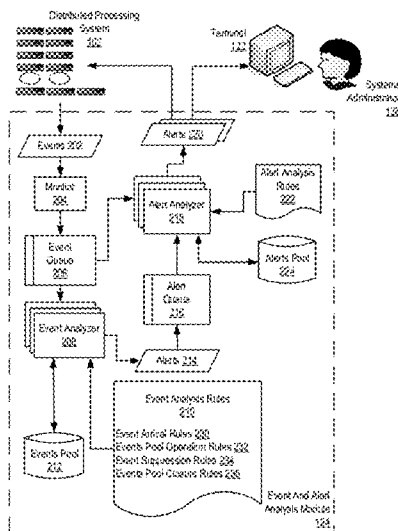 Distributed Processing
System
102
Terminal
122
Systems
Administrator
128
Alerts 220
Events 202
Monitor
204
Alert Analyzer
218
Alert Analysis
Rules
222
Event
Queue
206
Alerts Pool
224
Alert
Queue
216
Event Analyzer
208
Alerts 214
Event Analysis Rules
210
Event Arrival Rules 230
Events Pool Operation Rules 232
Event Suppression Rules 234
Events Pool Closure Rules 236
Events Pool
212
Event And Alert
Analysis Module
124